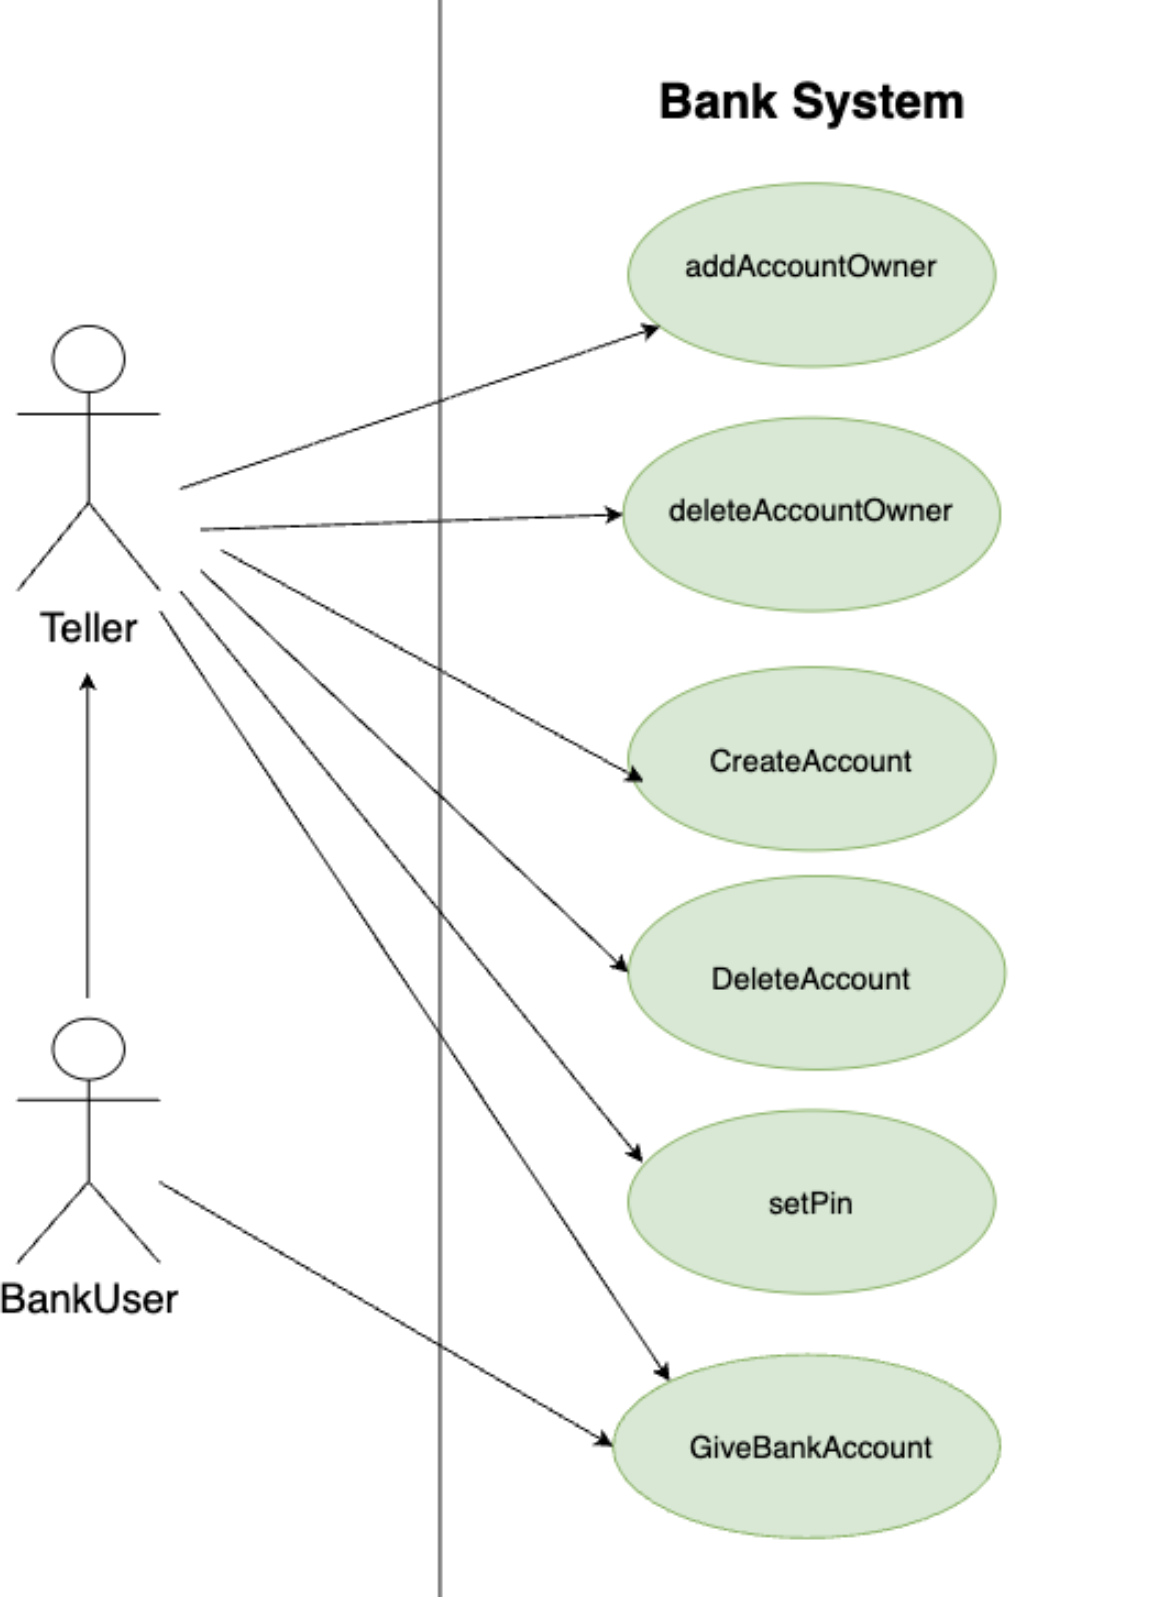 Bank System
addAccountOwner
deleteAccountOwner
Teller
CreateAccount
DeleteAccount
setPin
BankUser
GiveBankAccount